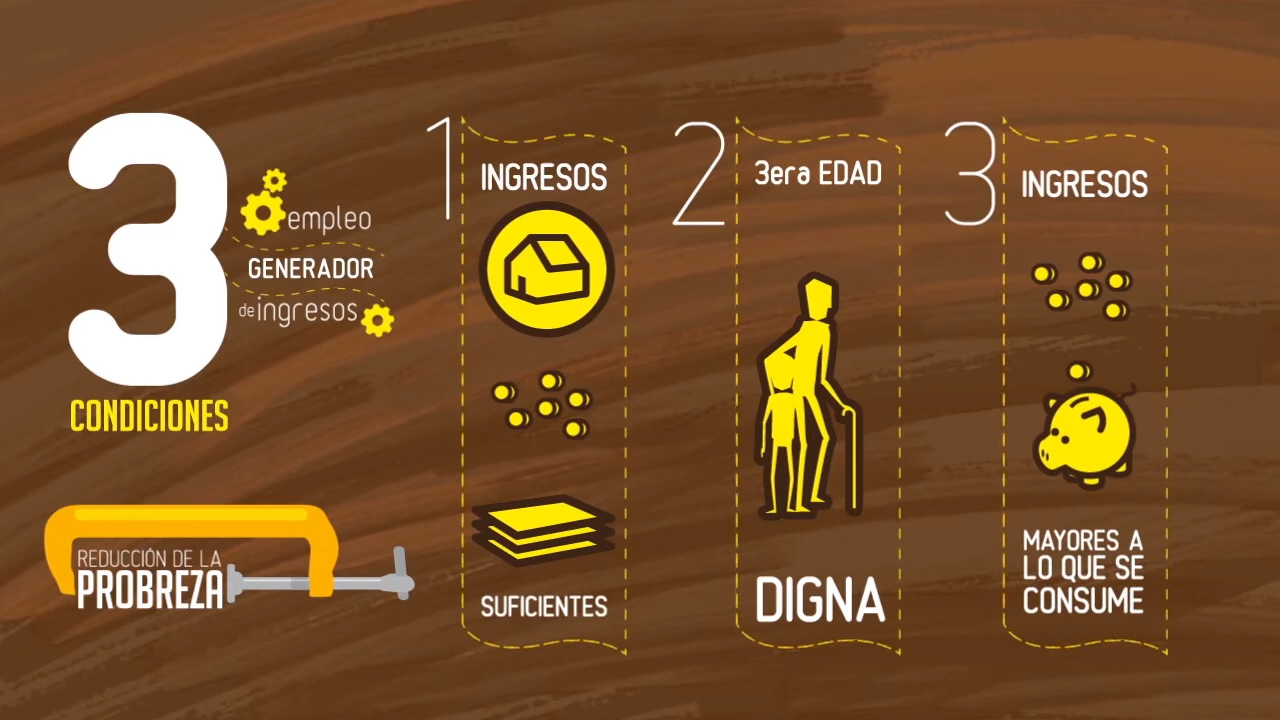 3
empleo
GENERADOR
de ingresos
CONDICIONES
REDUCCIÓN DE LA
PROBREZA
1
INGRESOS
SUFICIENTES
2
3era EDAD
DIGNA
3
INGRESOS
MAYORES A
LO QUE SE
CONSUME